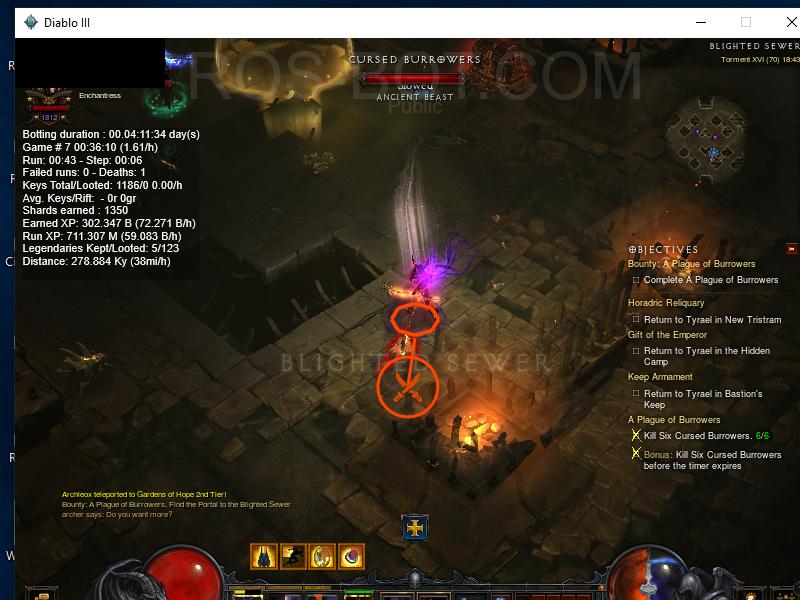 Diablo III
ROS-BOT.COM
Public
BLIGHTED SEWER
Torment XVI (70) 18:43
CURSED BURROWERS
Slowed
ANCIENT BEAST
Enchantress
1812
Botting duration : 00.04:11:34 day(s)
Game # 7 00:36:10 (1.61/h)
Run: 00:43 - Step: 00:06
Failed runs: 0 - Deaths: 1
Keys Total/Looted: 1186/0 0.00/h
Avg. Keys/Rift:  - 0r 0gr
Shards earned : 1350
Earned XP: 302.347 B (72.271 B/h)
Run XP: 711.307 M (59.083 B/h)
Legendaries Kept/Looted: 5/123
Distance: 278.884 Ky (38mi/h)
OBJECTIVES
Bounty: A Plague of Burrowers
Complete A Plague of Burrowers
Horadric Reliquary
Return to Tyrael in New Tristram
Gift of the Emperor
Return to Tyrael in the Hidden
Camp
Keep Armament
Return to Tyrael in Bastion's
Keep
A Plague of Burrowers
Kill Six Cursed Burrowers. 6/6
Bonus: Kill Six Cursed Burrowers
before the timer expires
BLIGHTED SEWER
Archleox teleported to Gardens of Hope 2nd Tier!
Bounty: A Plague of Burrowers, Find the Portal to the Blighted Sewer
archer says: Do you want more?